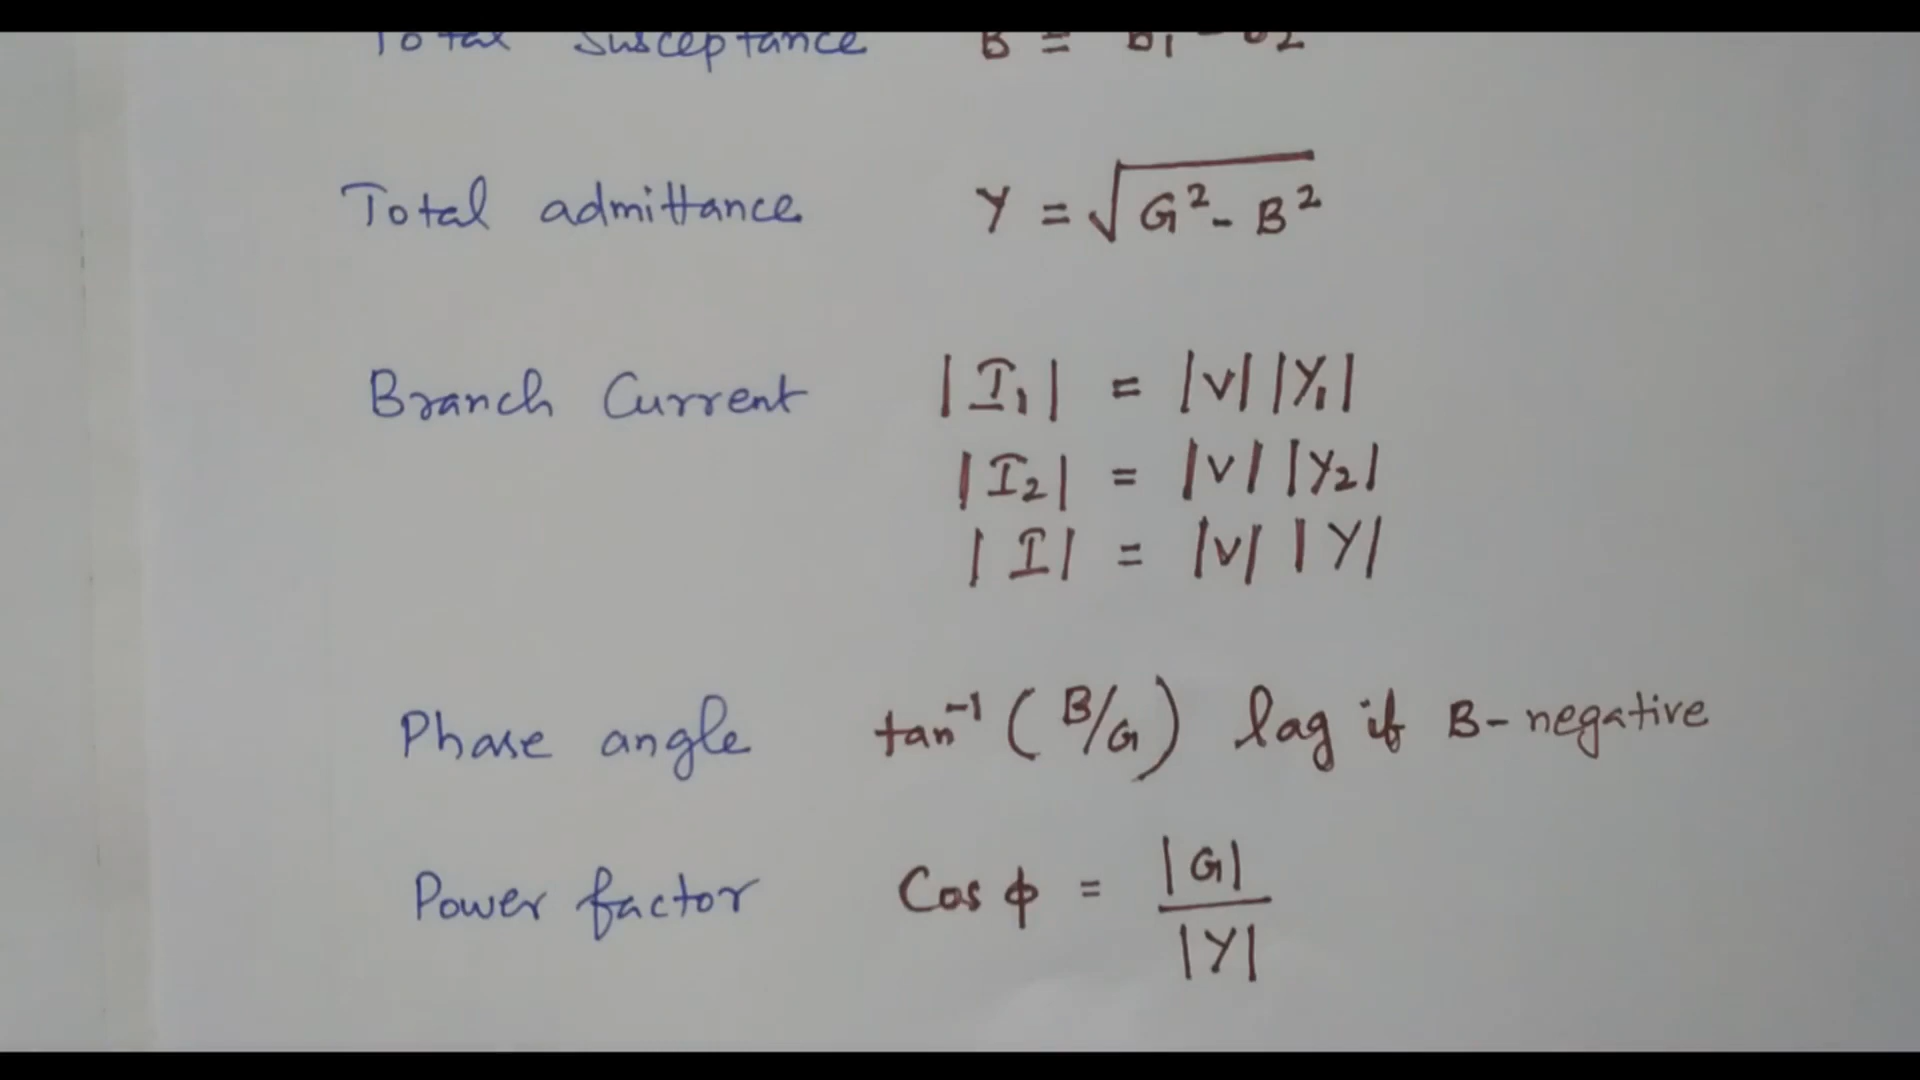 Total Susceptance B = B₁ - B₂
Total admittance Y = √(G² - B²)
Branch Current |I₁| = |V| |Y₁|
|I₂| = |V| |Y₂|
|I| = |V| |Y|
Phase angle tan⁻¹ (B/G) lag if B- negative
Power factor Cos ϕ = |G| / |Y|